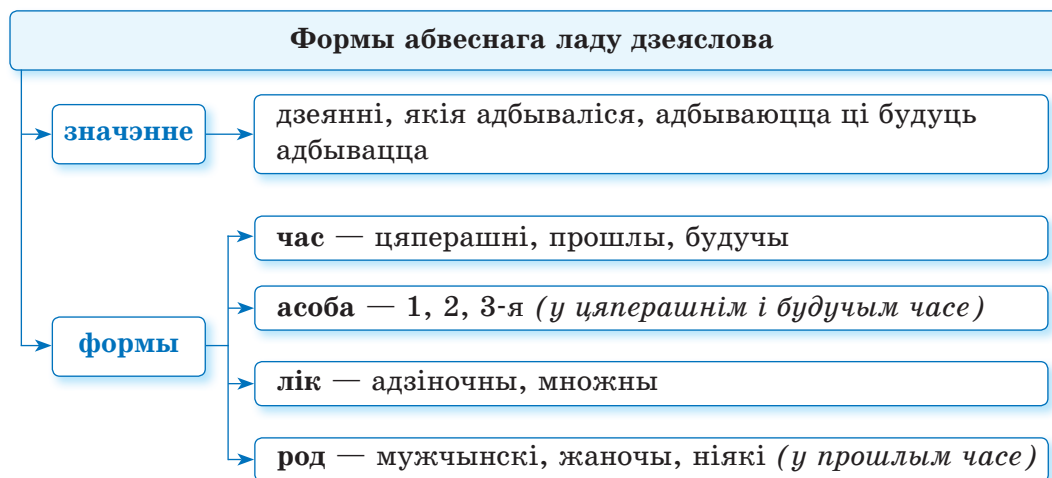 Формы абвеснага ладу дзеяслова
значэнне
дзеянні, якія адбываліся, адбываюцца ці будуць
адбывацца
формы
час — цяперашні, прошлы, будучы
асоба — 1, 2, 3-я (у цяперашнім і будучым часе)
лік — адзіночны, множны
род — мужчынскі, жаночы, ніякі (у прошлым часе)